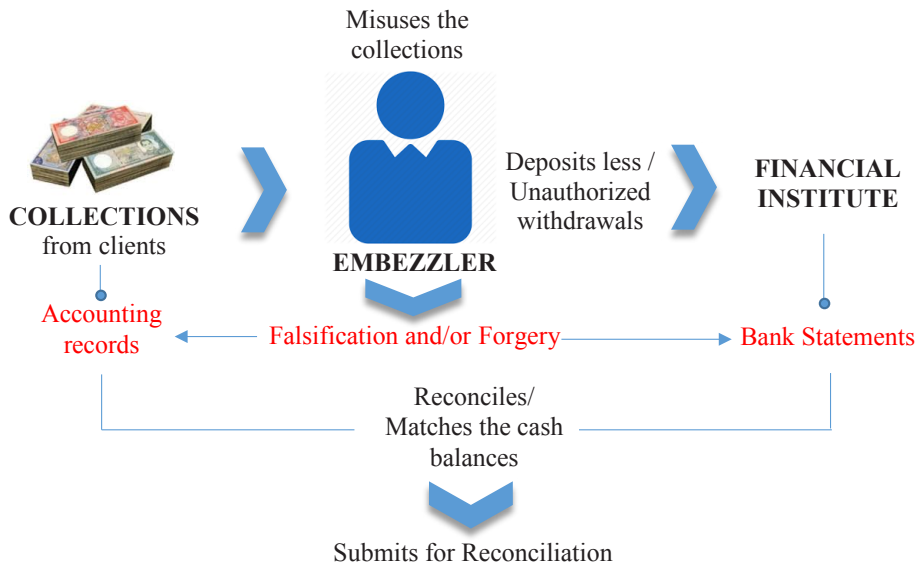 Misuses the
collections
COLLECTIONS
from clients
EMBEZZLER
Deposits less /
Unauthorized
withdrawals
FINANCIAL
INSTITUTE
Accounting
records
Falsification and/or Forgery
Bank Statements
Reconciles/
Matches the cash
balances
Submits for Reconciliation